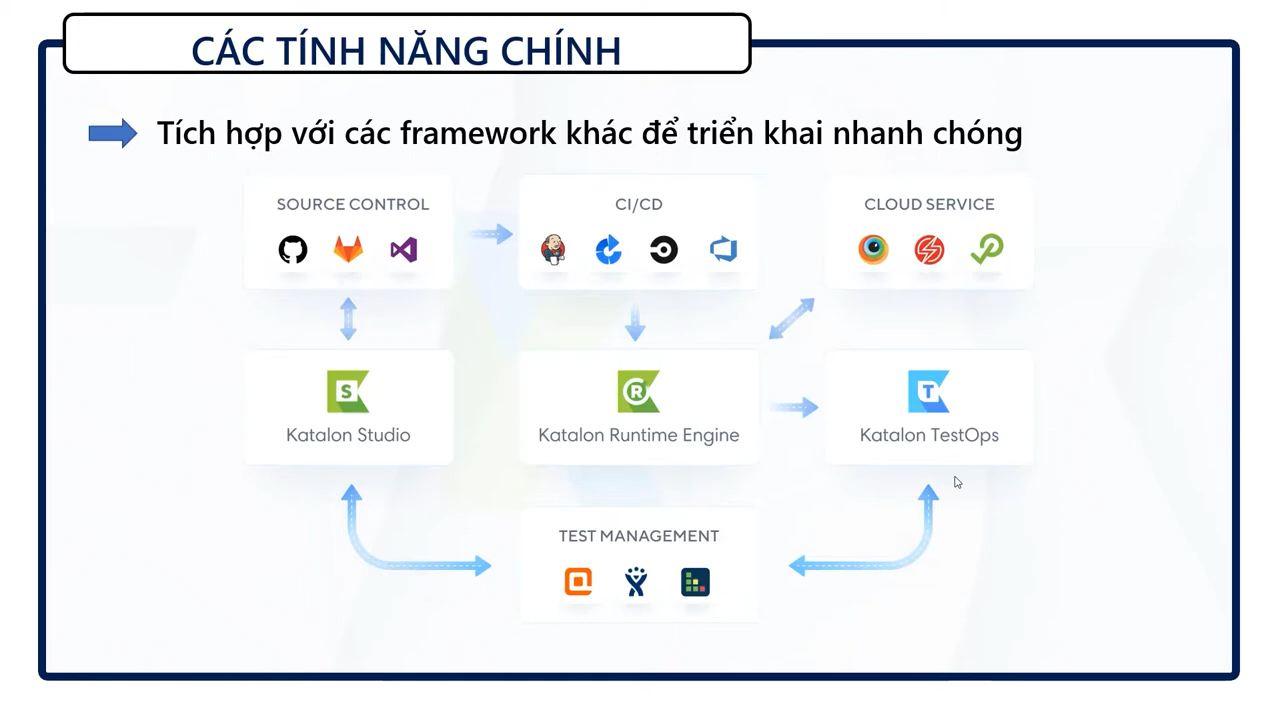 CÁC TÍNH NĂNG CHÍNH
Tích hợp với các framework khác để triển khai nhanh chóng
SOURCE CONTROL
CI/CD
CLOUD SERVICE
S
Katalon Studio
R
Katalon Runtime Engine
T
Katalon TestOps
TEST MANAGEMENT